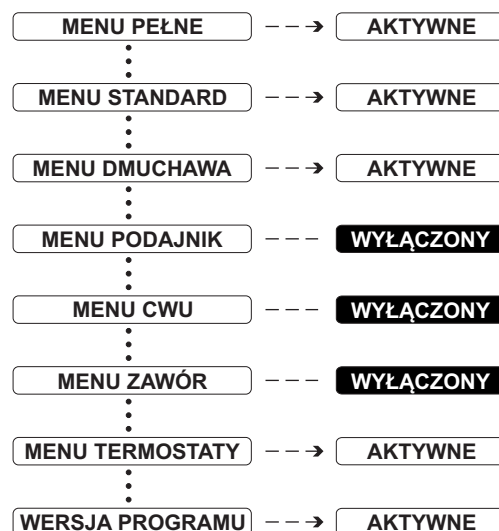 MENU PEŁNE AKTYWNE
MENU STANDARD AKTYWNE
MENU DMUCHAWA AKTYWNE
MENU PODAJNIK WYŁĄCZONY
MENU CWU WYŁĄCZONY
MENU ZAWÓR WYŁĄCZONY
MENU TERMOSTATY AKTYWNE
WERSJA PROGRAMU AKTYWNE